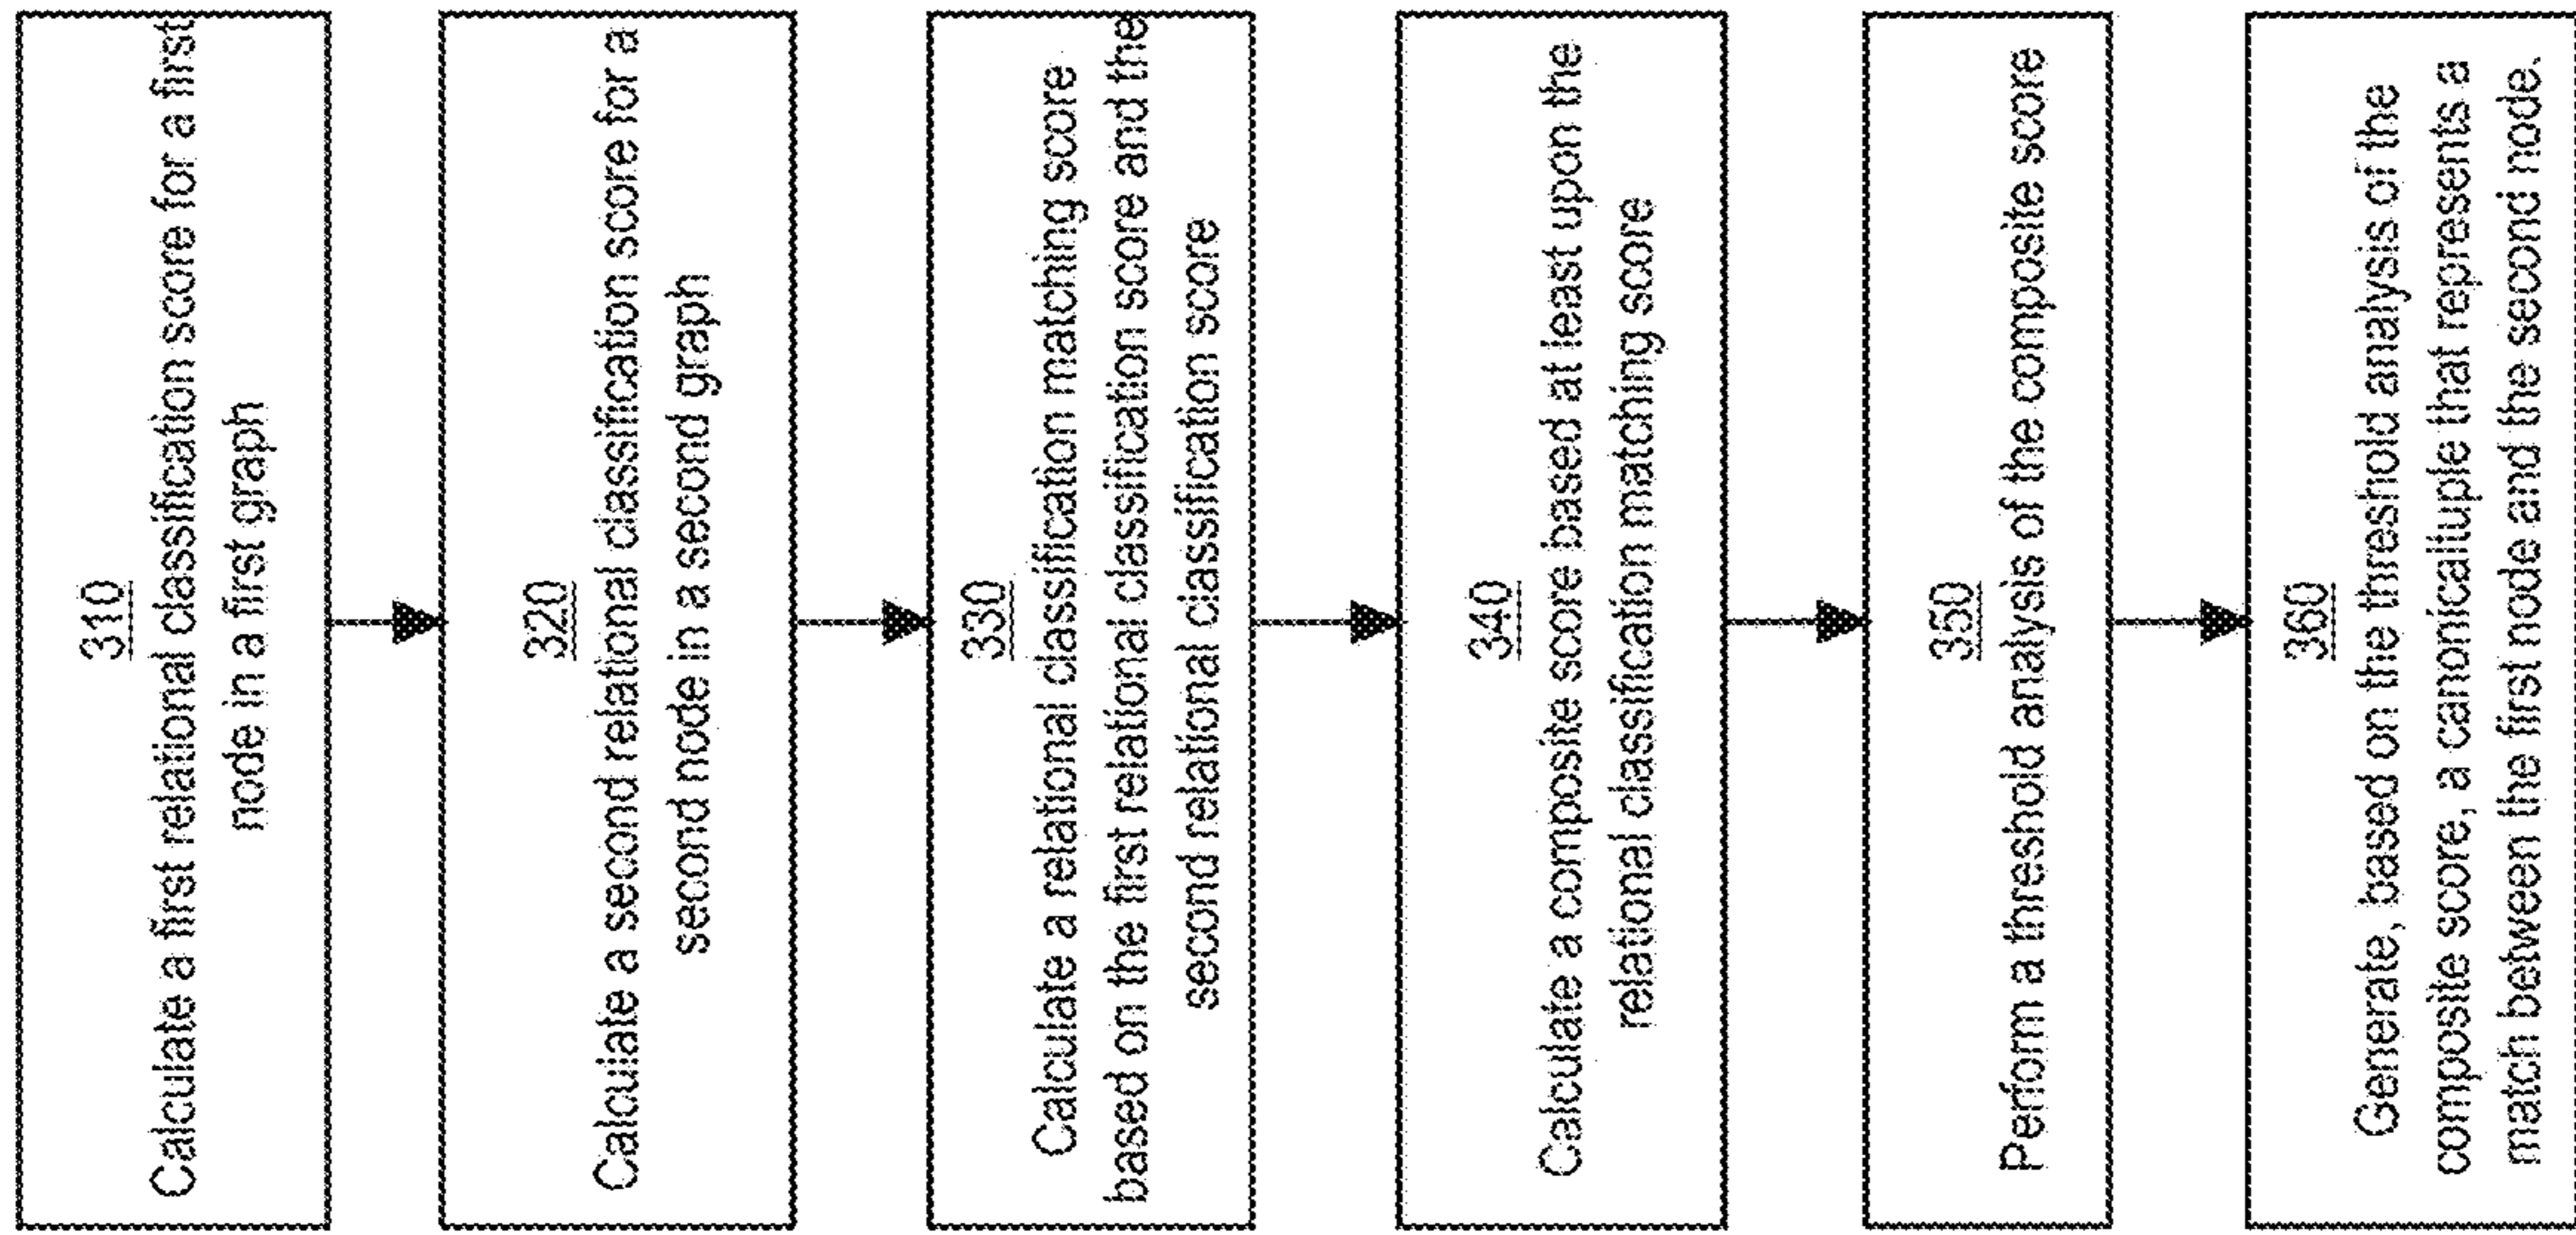 310
Calculate a first relational classification score for a first
node in a first graph
320
Calculate a second relational classification score for a
second node in a second graph
330
Calculate a relational classification matching score
based on the first relational classification score and the
second relational classification score
340
Calculate a composite score based at least upon the
relational classification matching score
350
Perform a threshold analysis of the composite score
360
Generate, based on the threshold analysis of the
composite score, a canonicaltuple that represents a
match between the first node and the second node.